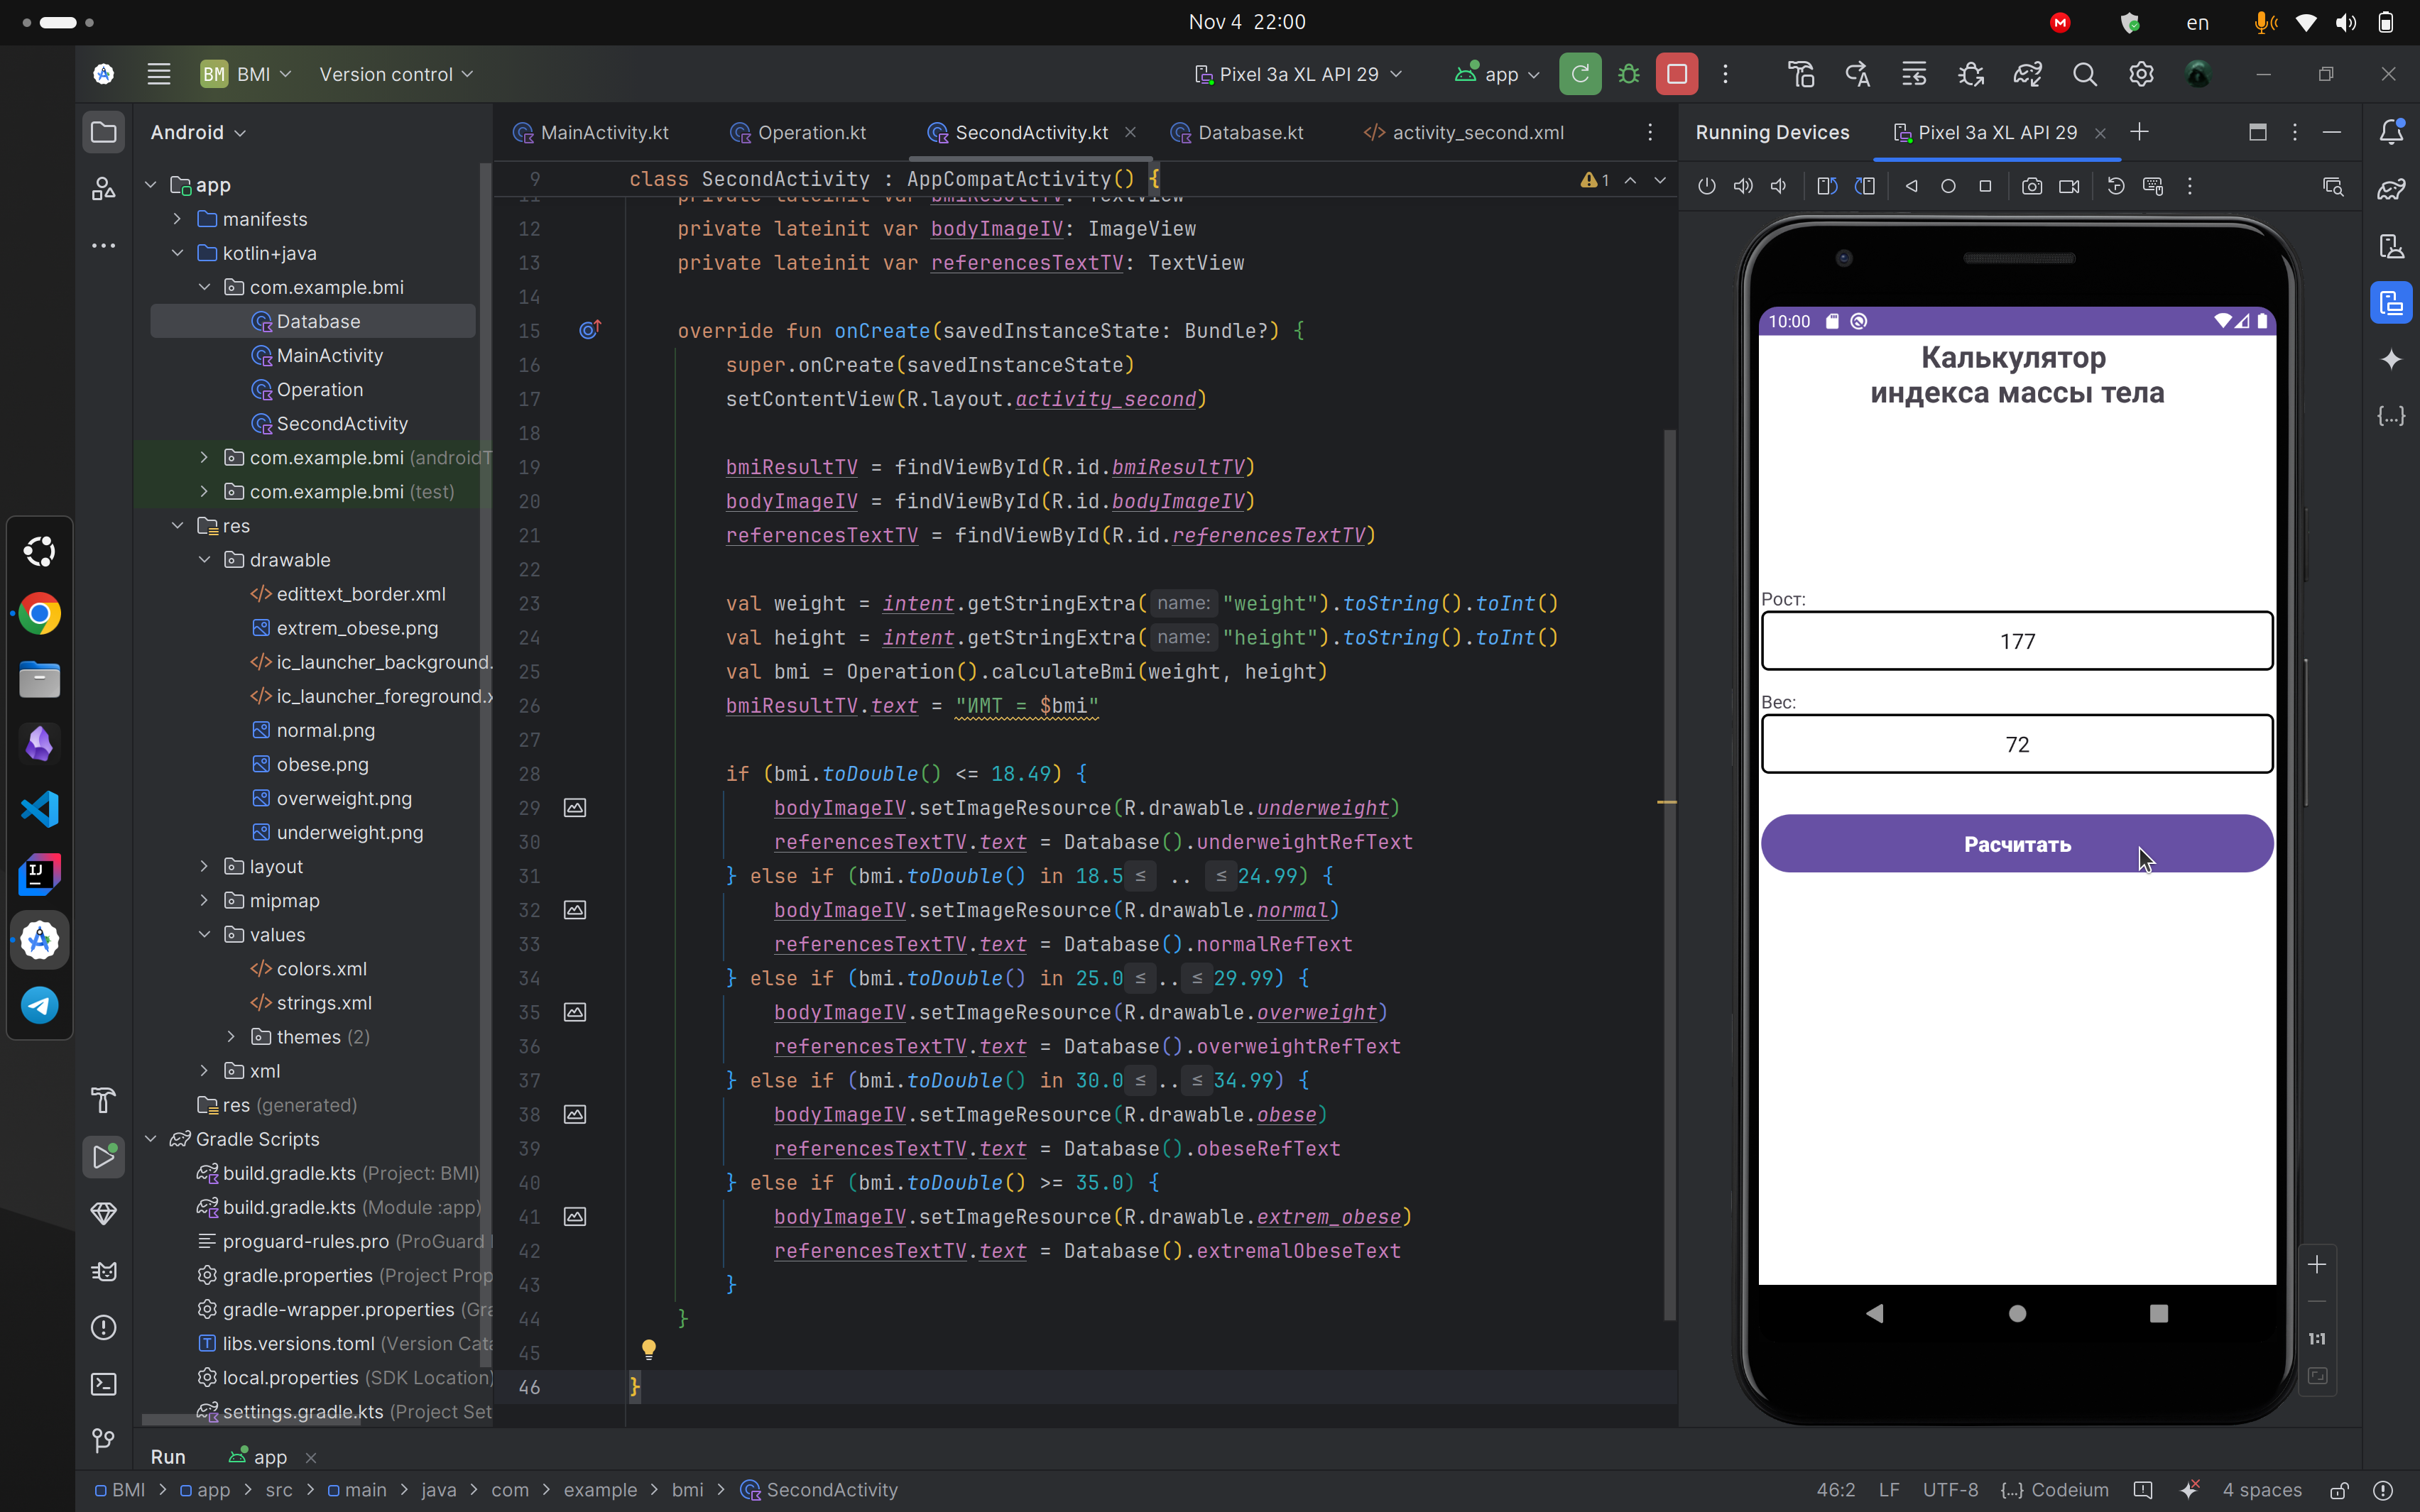 Nov 4 22:00
en
BM BMI
Version control
Pixel 3a XL API 29
app
Android
MainActivity.kt
Operation.kt
SecondActivity.kt
Database.kt
activity_second.xml
Running Devices
Pixel 3a XL API 29
app
manifests
kotlin+java
com.example.bmi
Database
MainActivity
Operation
SecondActivity
com.example.bmi (androidT
com.example.bmi (test)
res
drawable
edittext_border.xml
extrem_obese.png
ic_launcher_background.
ic_launcher_foreground.x
normal.png
obese.png
overweight.png
underweight.png
layout
mipmap
values
colors.xml
strings.xml
themes (2)
xml
res (generated)
Gradle Scripts
build.gradle.kts (Project: BMI)
build.gradle.kts (Module :app)
proguard-rules.pro (ProGuard
gradle.properties (Project Prop
gradle-wrapper.properties (Gra
libs.versions.toml (Version Cata
local.properties (SDK Location)
settings.gradle.kts (Project Set
9 class SecondActivity : AppCompatActivity() {
1
11 private lateinit var bmiResultTV: TextView
12 private lateinit var bodyImageIV: ImageView
13 private lateinit var referencesTextTV: TextView
14
15 override fun onCreate(savedInstanceState: Bundle?) {
16 super.onCreate(savedInstanceState)
17 setContentView(R.layout.activity_second)
18
19 bmiResultTV = findViewById(R.id.bmiResultTV)
20 bodyImageIV = findViewById(R.id.bodyImageIV)
21 referencesTextTV = findViewById(R.id.referencesTextTV)
22
23 val weight = intent.getStringExtra( name: "weight").toString().toInt()
24 val height = intent.getStringExtra( name: "height").toString().toInt()
25 val bmi = Operation().calculateBmi(weight, height)
26 bmiResultTV.text = "ИМТ = $bmi"
27
28 if (bmi.toDouble() <= 18.49) {
29 bodyImageIV.setImageResource(R.drawable.underweight)
30 referencesTextTV.text = Database().underweightRefText
31 } else if (bmi.toDouble() in 18.5 ≤ .. ≤ 24.99) {
32 bodyImageIV.setImageResource(R.drawable.normal)
33 referencesTextTV.text = Database().normalRefText
34 } else if (bmi.toDouble() in 25.0 ≤ .. ≤ 29.99) {
35 bodyImageIV.setImageResource(R.drawable.overweight)
36 referencesTextTV.text = Database().overweightRefText
37 } else if (bmi.toDouble() in 30.0 ≤ .. ≤ 34.99) {
38 bodyImageIV.setImageResource(R.drawable.obese)
39 referencesTextTV.text = Database().obeseRefText
40 } else if (bmi.toDouble() >= 35.0) {
41 bodyImageIV.setImageResource(R.drawable.extrem_obese)
42 referencesTextTV.text = Database().extremalObeseText
43 }
44 }
45
46 }
10:00
Калькулятор
индекса массы тела
Рост:
177
Вес:
72
Расчитать
1:1
Run
app
BMI > app > src > main > java > com > example > bmi > SecondActivity
46:2 LF UTF-8 {...} Codeium 4 spaces